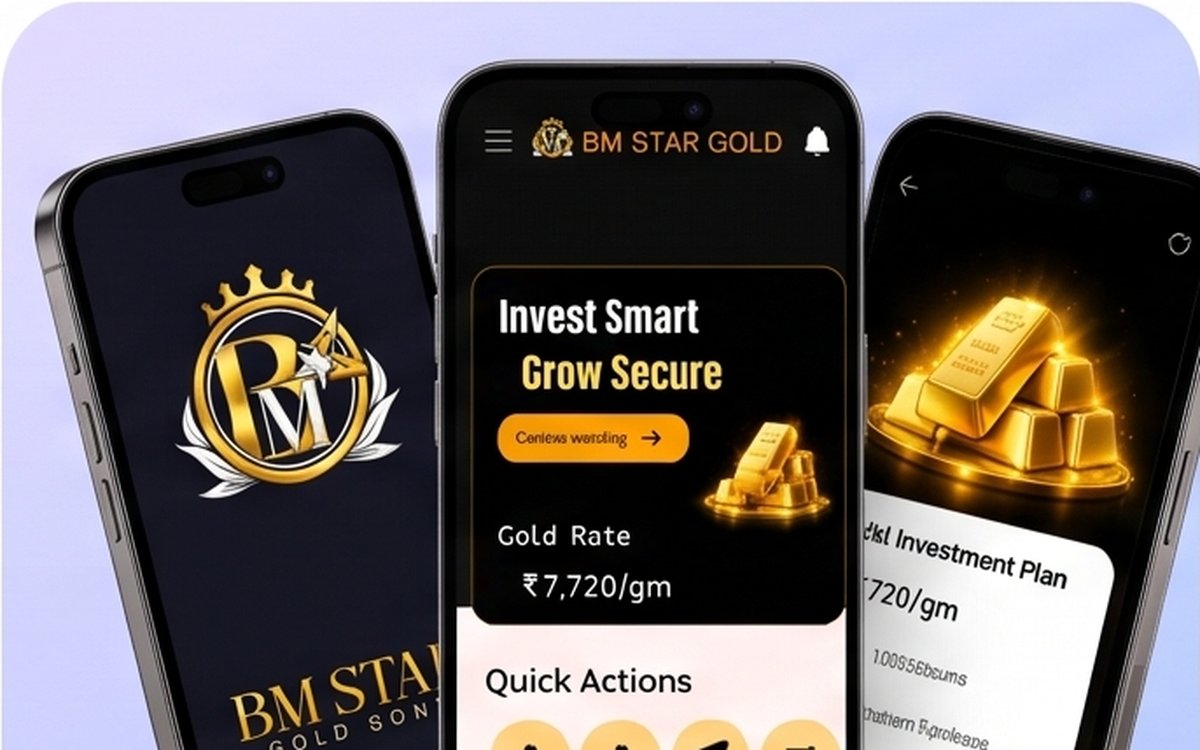 BM STAR GOLD
Invest Smart
Grow Secure
Gold Rate
₹7,720/gm
Quick Actions
BM STA
GOLD SON
Investment Plan
720/gm